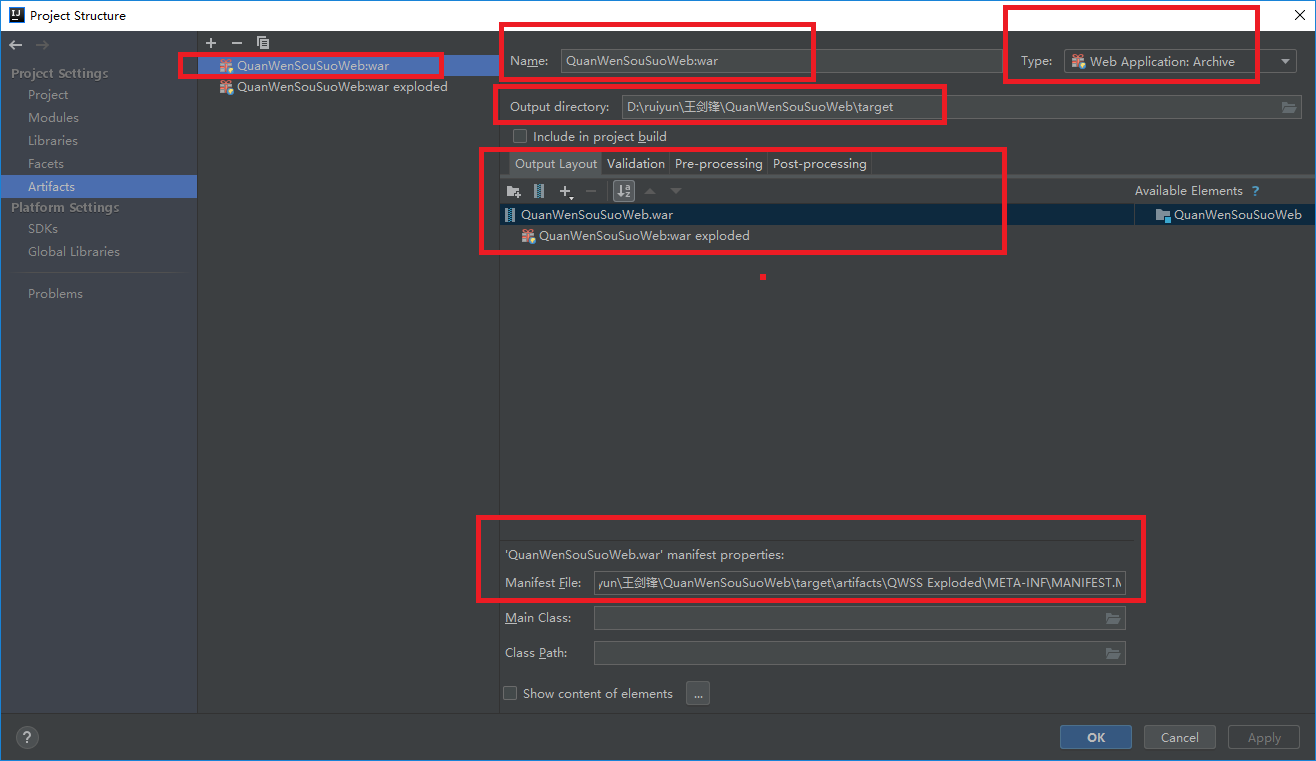 Project Structure
Project Settings
Project
Modules
Libraries
Facets
Artifacts
Platform Settings
SDKs
Global Libraries
Problems
QuanWenSouSuoWeb:war
QuanWenSouSuoWeb:war exploded
Name: QuanWenSouSuoWeb:war
Type: Web Application: Archive
Output directory: D:\ruiyun\王剑锋\QuanWenSouSuoWeb\target
Include in project build
Output Layout Validation Pre-processing Post-processing
Available Elements ?
QuanWenSouSuoWeb.war
QuanWenSouSuoWeb:war exploded
QuanWenSouSuoWeb
'QuanWenSouSuoWeb.war' manifest properties:
Manifest File: yun\王剑锋\QuanWenSouSuoWeb\target\artifacts\QWSS Exploded\META-INF\MANIFEST.M
Main Class:
Class Path:
Show content of elements ...
? OK Cancel Apply